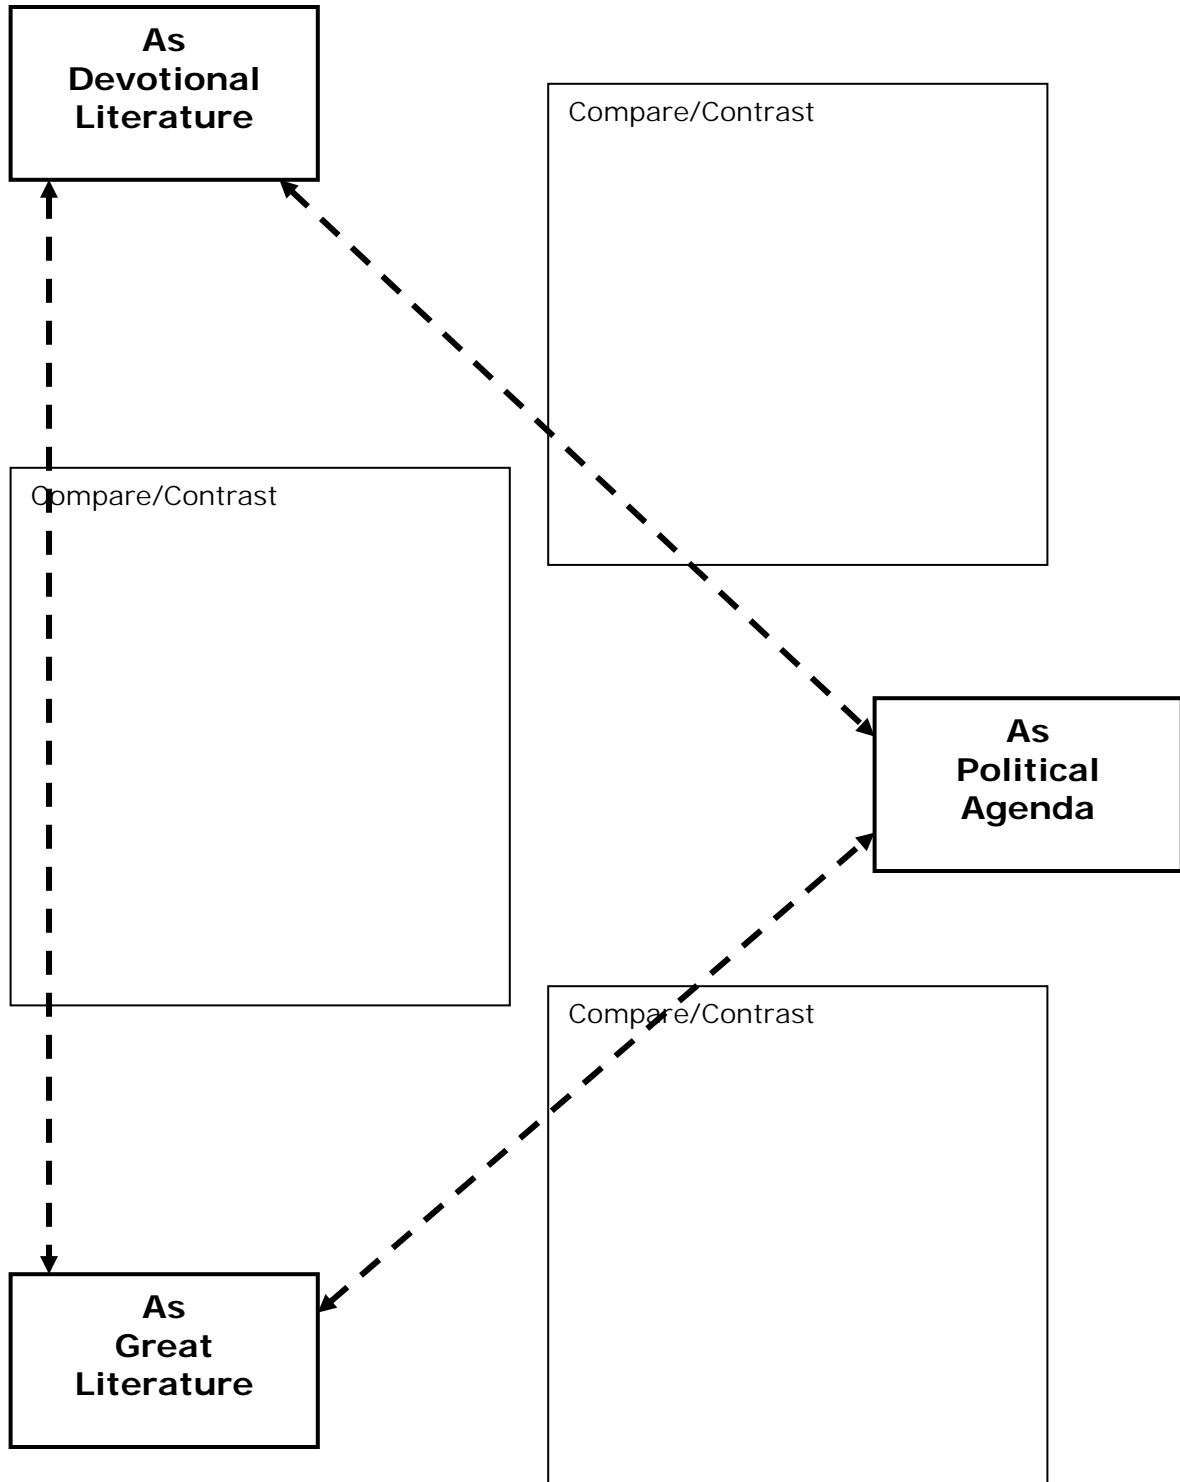 As
Devotional
Literature
Compare/Contrast
Compare/Contrast
As
Political
Agenda
Compare/Contrast
As
Great
Literature